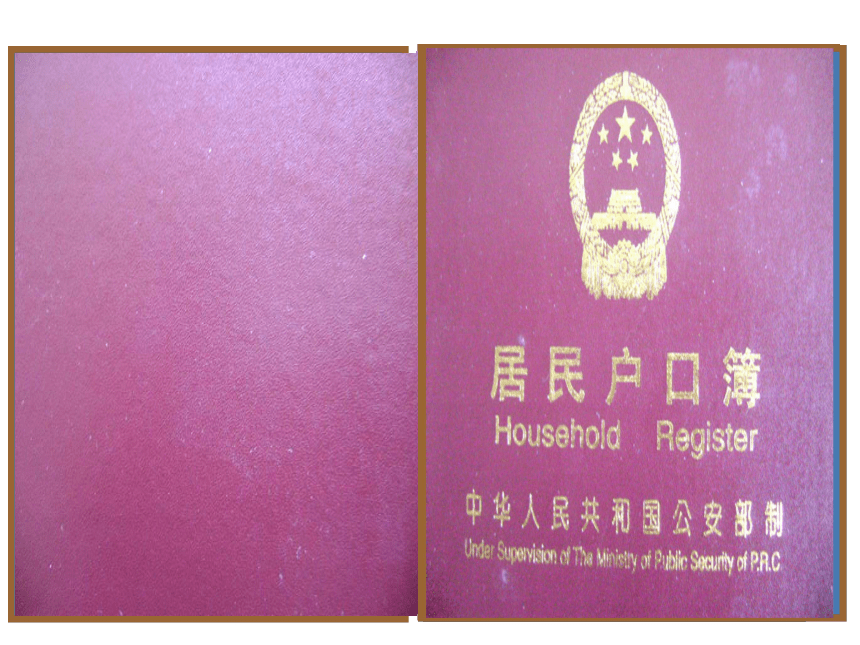 居民户口簿
Household Register
中华人民共和国公安部制
Under Supervision of The Ministry of Public Security of P.R.C